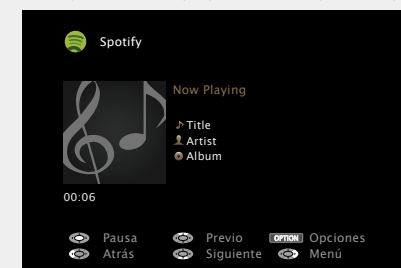 Spotify
Now Playing
Title
Artist
Album
00:06
Pausa Previo OPTION Opciones
Atrás Siguiente Menú